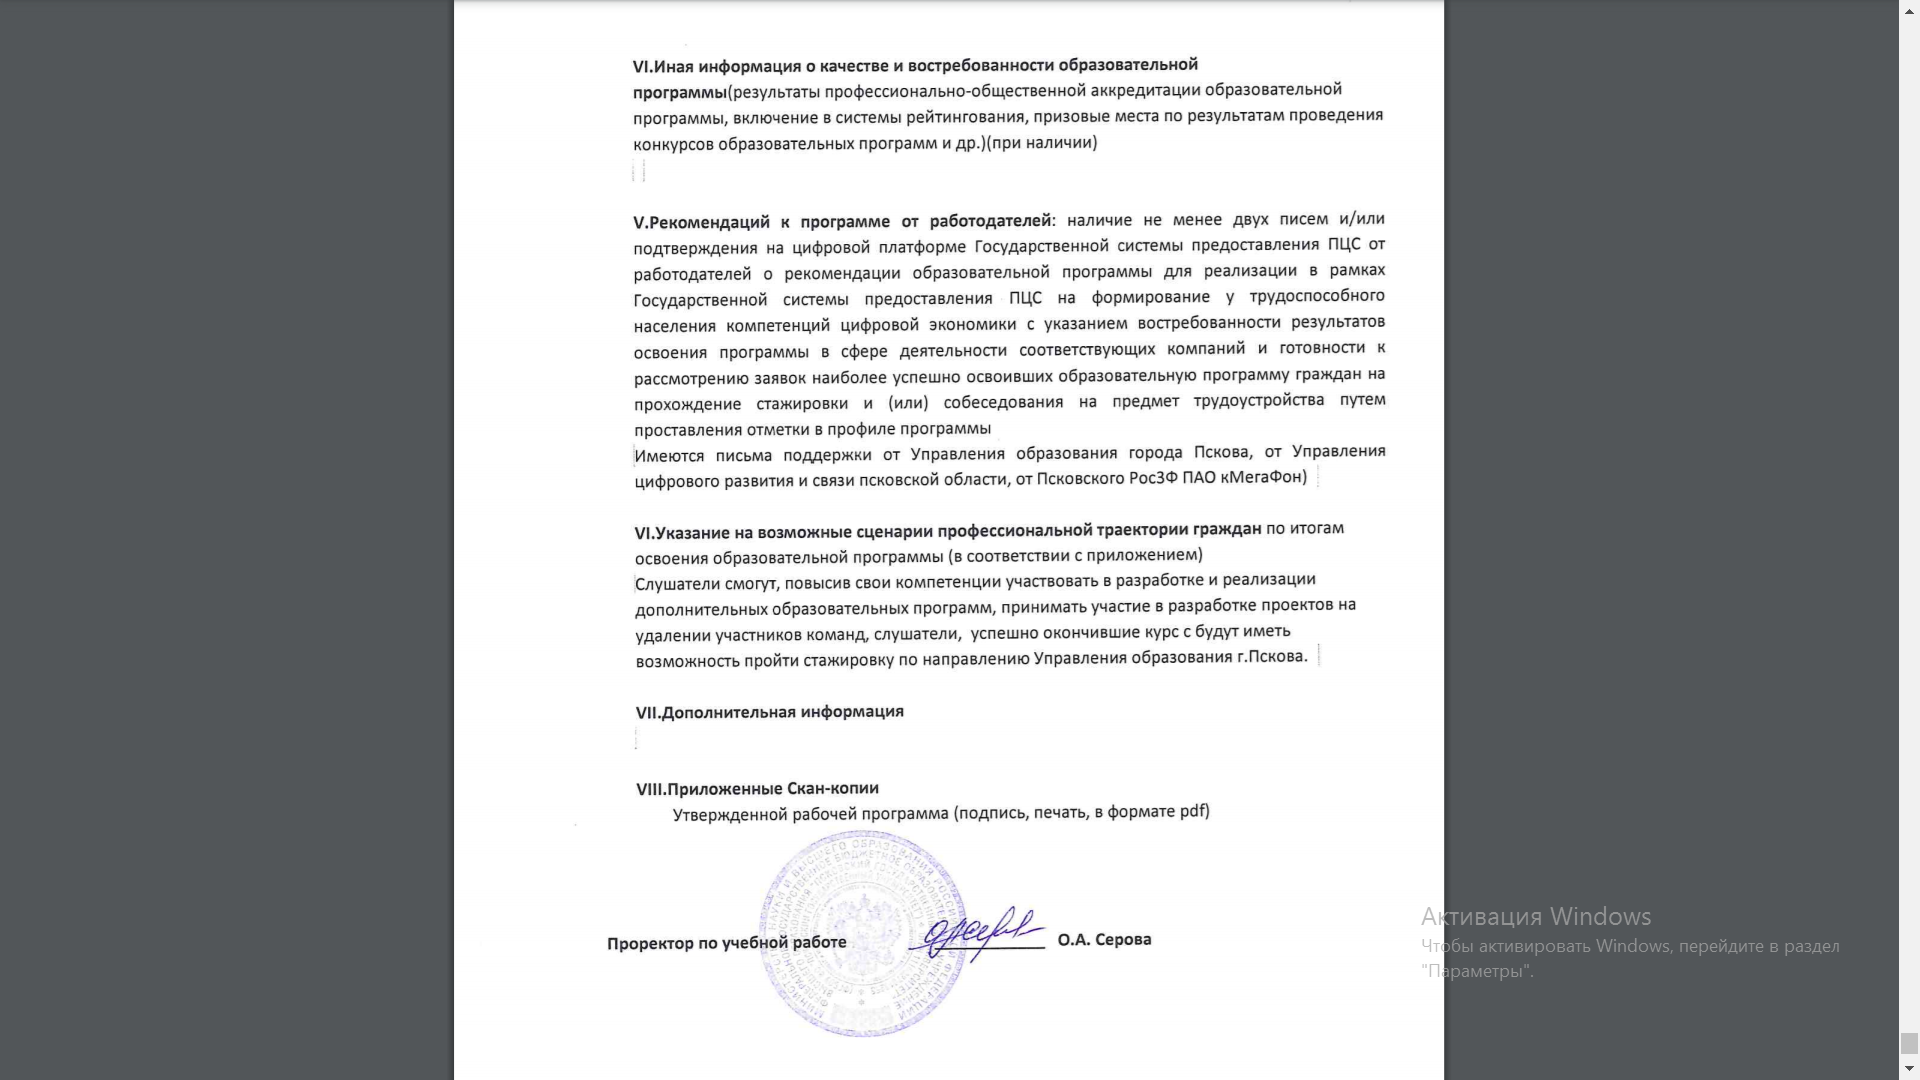 VI.Иная информация о качестве и востребованности образовательной
программы(результаты профессионально-общественной аккредитации образовательной
программы, включение в системы рейтингования, призовые места по результатам проведения
конкурсов образовательных программ и др.)(при наличии)
V.Рекомендаций к программе от работодателей: наличие не менее двух писем и/или
подтверждения на цифровой платформе Государственной системы предоставления ПЦС от
работодателей о рекомендации образовательной программы для реализации в рамках
Государственной системы предоставления ПЦС на формирование у трудоспособного
населения компетенций цифровой экономики с указанием востребованности результатов
освоения программы в сфере деятельности соответствующих компаний и готовности к
рассмотрению заявок наиболее успешно освоивших образовательную программу граждан на
прохождение стажировки и (или) собеседования на предмет трудоустройства путем
проставления отметки в профиле программы
Имеются письма поддержки от Управления образования города Пскова, от Управления
цифрового развития и связи псковской области, от Псковского РосЗФ ПАО кМегаФон)
VI.Указание на возможные сценарии профессиональной траектории граждан по итогам
освоения образовательной программы (в соответствии с приложением)
Слушатели смогут, повысив свои компетенции участвовать в разработке и реализации
дополнительных образовательных программ, принимать участие в разработке проектов на
удалении участников команд, слушатели, успешно окончившие курс с будут иметь
возможность пройти стажировку по направлению Управления образования г.Пскова.
VII.Дополнительная информация
VIII.Приложенные Скан-копии
Утвержденной рабочей программа (подпись, печать, в формате pdf)
Проректор по учебной работе О.А. Серова
Активация Windows
Чтобы активировать Windows, перейдите в раздел
"Параметры".